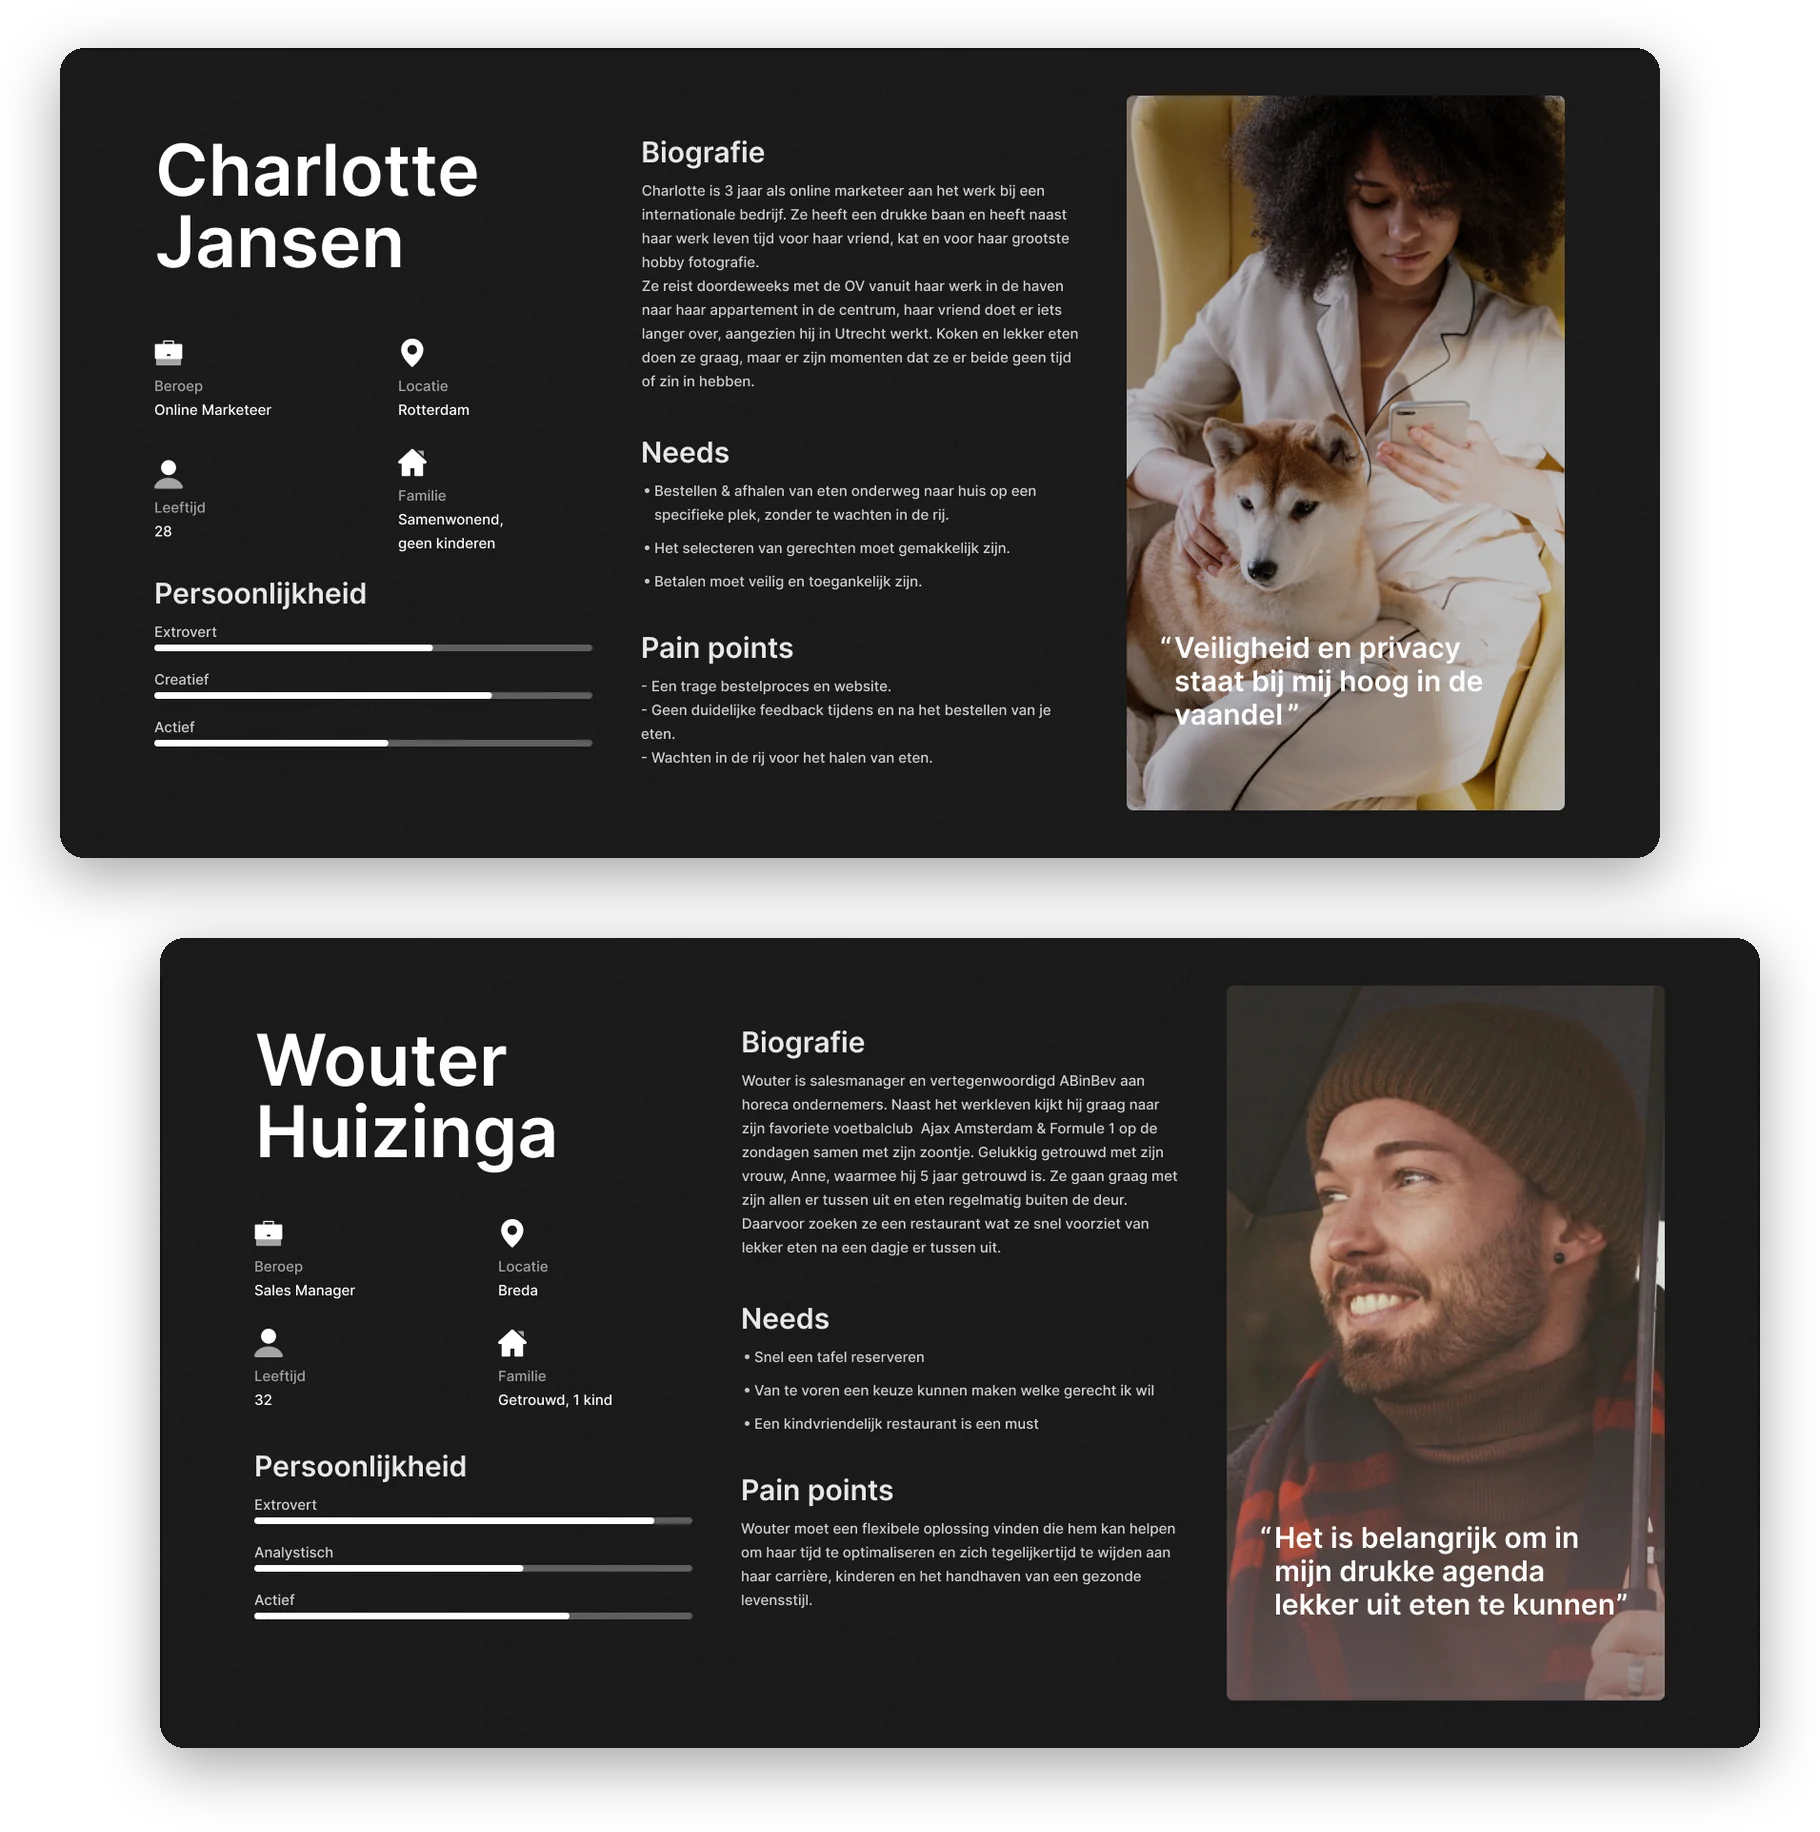 Charlotte
Jansen
Beroep
Online Marketeer
Locatie
Rotterdam
Leeftijd
28
Familie
Samenwonend,
geen kinderen
Persoonlijkheid
Extrovert
Creatief
Actief
Biografie
Charlotte is 3 jaar als online marketeer aan het werk bij een
internationale bedrijf. Ze heeft een drukke baan en heeft naast
haar werk leven tijd voor haar vriend, kat en voor haar grootste
hobby fotografie.
Ze reist doordeweeks met de OV vanuit haar werk in de haven
naar haar appartement in de centrum, haar vriend doet er iets
langer over, aangezien hij in Utrecht werkt. Koken en lekker eten
doen ze graag, maar er zijn momenten dat ze er beide geen tijd
of zin in hebben.
Needs
• Bestellen & afhalen van eten onderweg naar huis op een
specifieke plek, zonder te wachten in de rij.
• Het selecteren van gerechten moet gemakkelijk zijn.
• Betalen moet veilig en toegankelijk zijn.
Pain points
- Een trage bestelproces en website.
- Geen duidelijke feedback tijdens en na het bestellen van je
eten.
- Wachten in de rij voor het halen van eten.
“Veiligheid en privacy
staat bij mij hoog in de
vaandel”
Wouter
Huizinga
Beroep
Sales Manager
Locatie
Breda
Leeftijd
32
Familie
Getrouwd, 1 kind
Persoonlijkheid
Extrovert
Analystisch
Actief
Biografie
Wouter is salesmanager en vertegenwoordigd ABinBev aan
horeca ondernemers. Naast het werkleven kijkt hij graag naar
zijn favoriete voetbalclub  Ajax Amsterdam & Formule 1 op de
zondagen samen met zijn zoontje. Gelukkig getrouwd met zijn
vrouw, Anne, waarmee hij 5 jaar getrouwd is. Ze gaan graag met
zijn allen er tussen uit en eten regelmatig buiten de deur.
Daarvoor zoeken ze een restaurant wat ze snel voorziet van
lekker eten na een dagje er tussen uit.
Needs
• Snel een tafel reserveren
• Van te voren een keuze kunnen maken welke gerecht ik wil
• Een kindvriendelijk restaurant is een must
Pain points
Wouter moet een flexibele oplossing vinden die hem kan helpen
om haar tijd te optimaliseren en zich tegelijkertijd te wijden aan
haar carrière, kinderen en het handhaven van een gezonde
levensstijl.
“Het is belangrijk om in
mijn drukke agenda
lekker uit eten te kunnen”